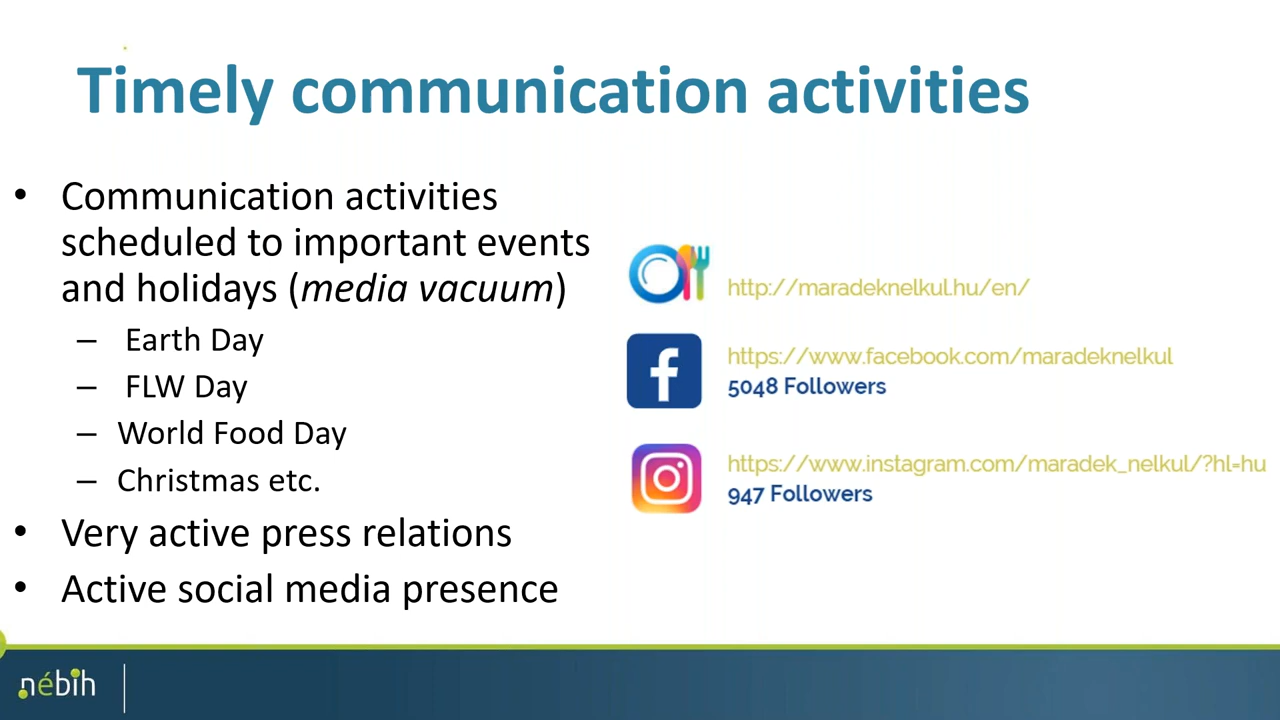 Timely communication activities
• Communication activities
scheduled to important events
and holidays (media vacuum)
– Earth Day
– FLW Day
– World Food Day
– Christmas etc.
• Very active press relations
• Active social media presence
http://maradeknelkul.hu/en/
https://www.facebook.com/maradeknelkul
5048 Followers
https://www.instagram.com/maradek_nelkul/?hl=hu
947 Followers
nébih